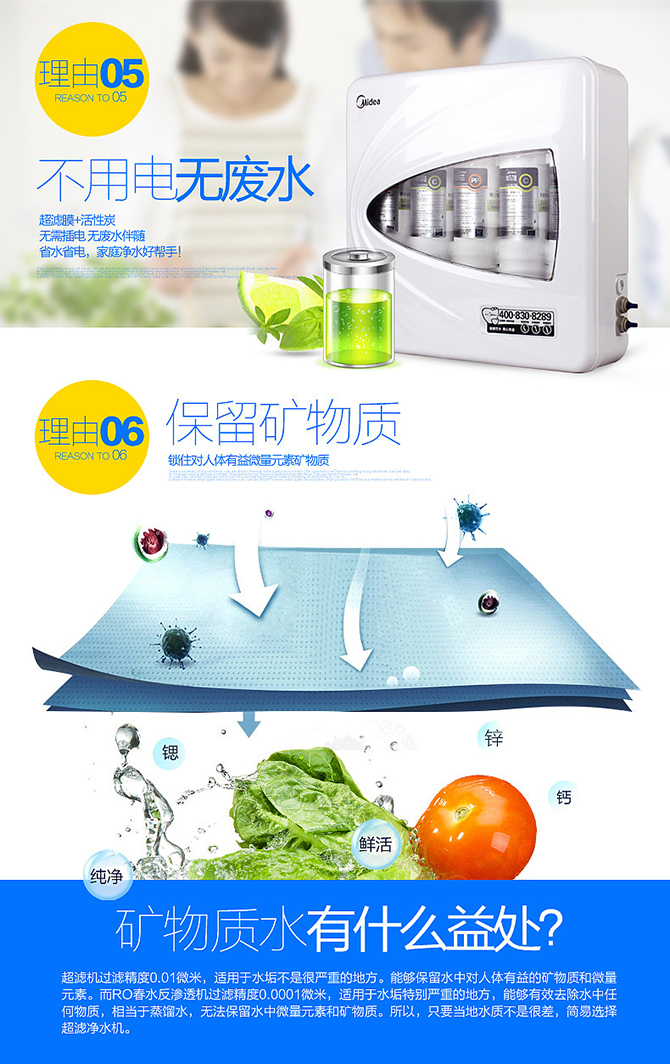 理由05
REASON TO 05
不用电无废水
超滤膜+活性炭
无需插电 无废水伴随
省水省电，家庭净水好帮手！
Midea
400-830-8289
理由06
REASON TO 06
保留矿物质
锁住对人体有益微量元素矿物质
锶
锌
钙
鲜活
纯净
矿物质水有什么益处？
超滤机过滤精度0.01微米，适用于水垢不是很严重的地方。能够保留水中对人体有益的矿物质和微量
元素。而RO春水反渗透机过滤精度0.0001微米，适用于水垢特别严重的地方，能够有效去除水中任
何物质，相当于蒸馏水，无法保留水中微量元素和矿物质。所以，只要当地水质不是很差，简易选择
超滤净水机。